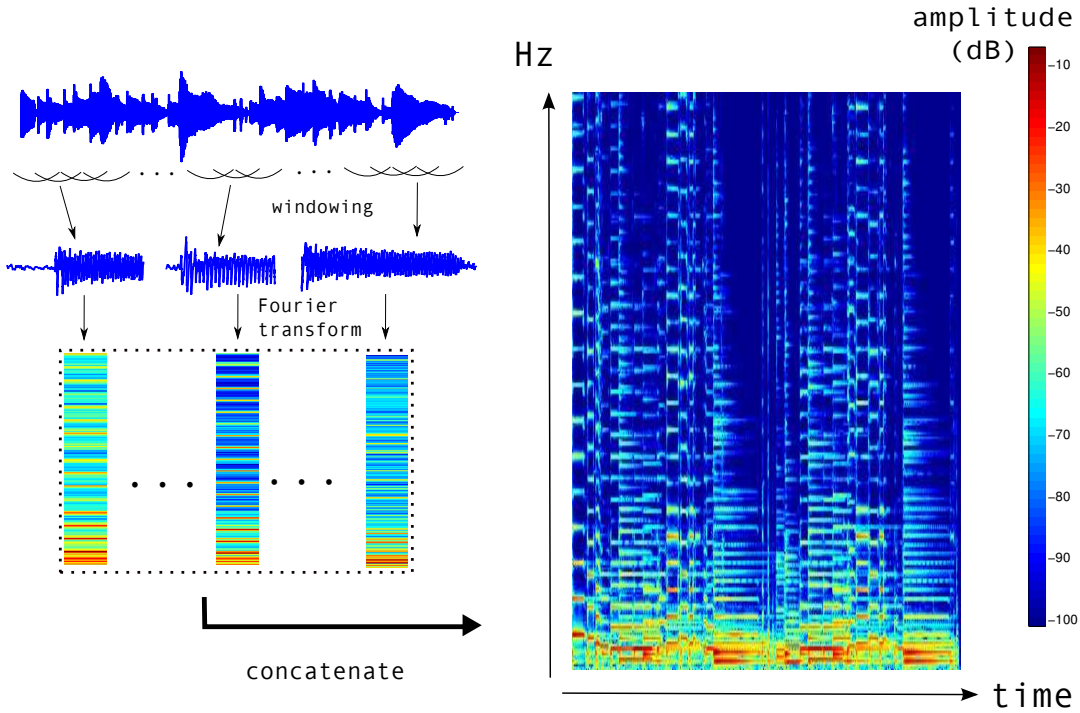 windowing
Fourier
transform
concatenate
Hz
time
amplitude
(dB)
-10
-20
-30
-40
-50
-60
-70
-80
-90
-100